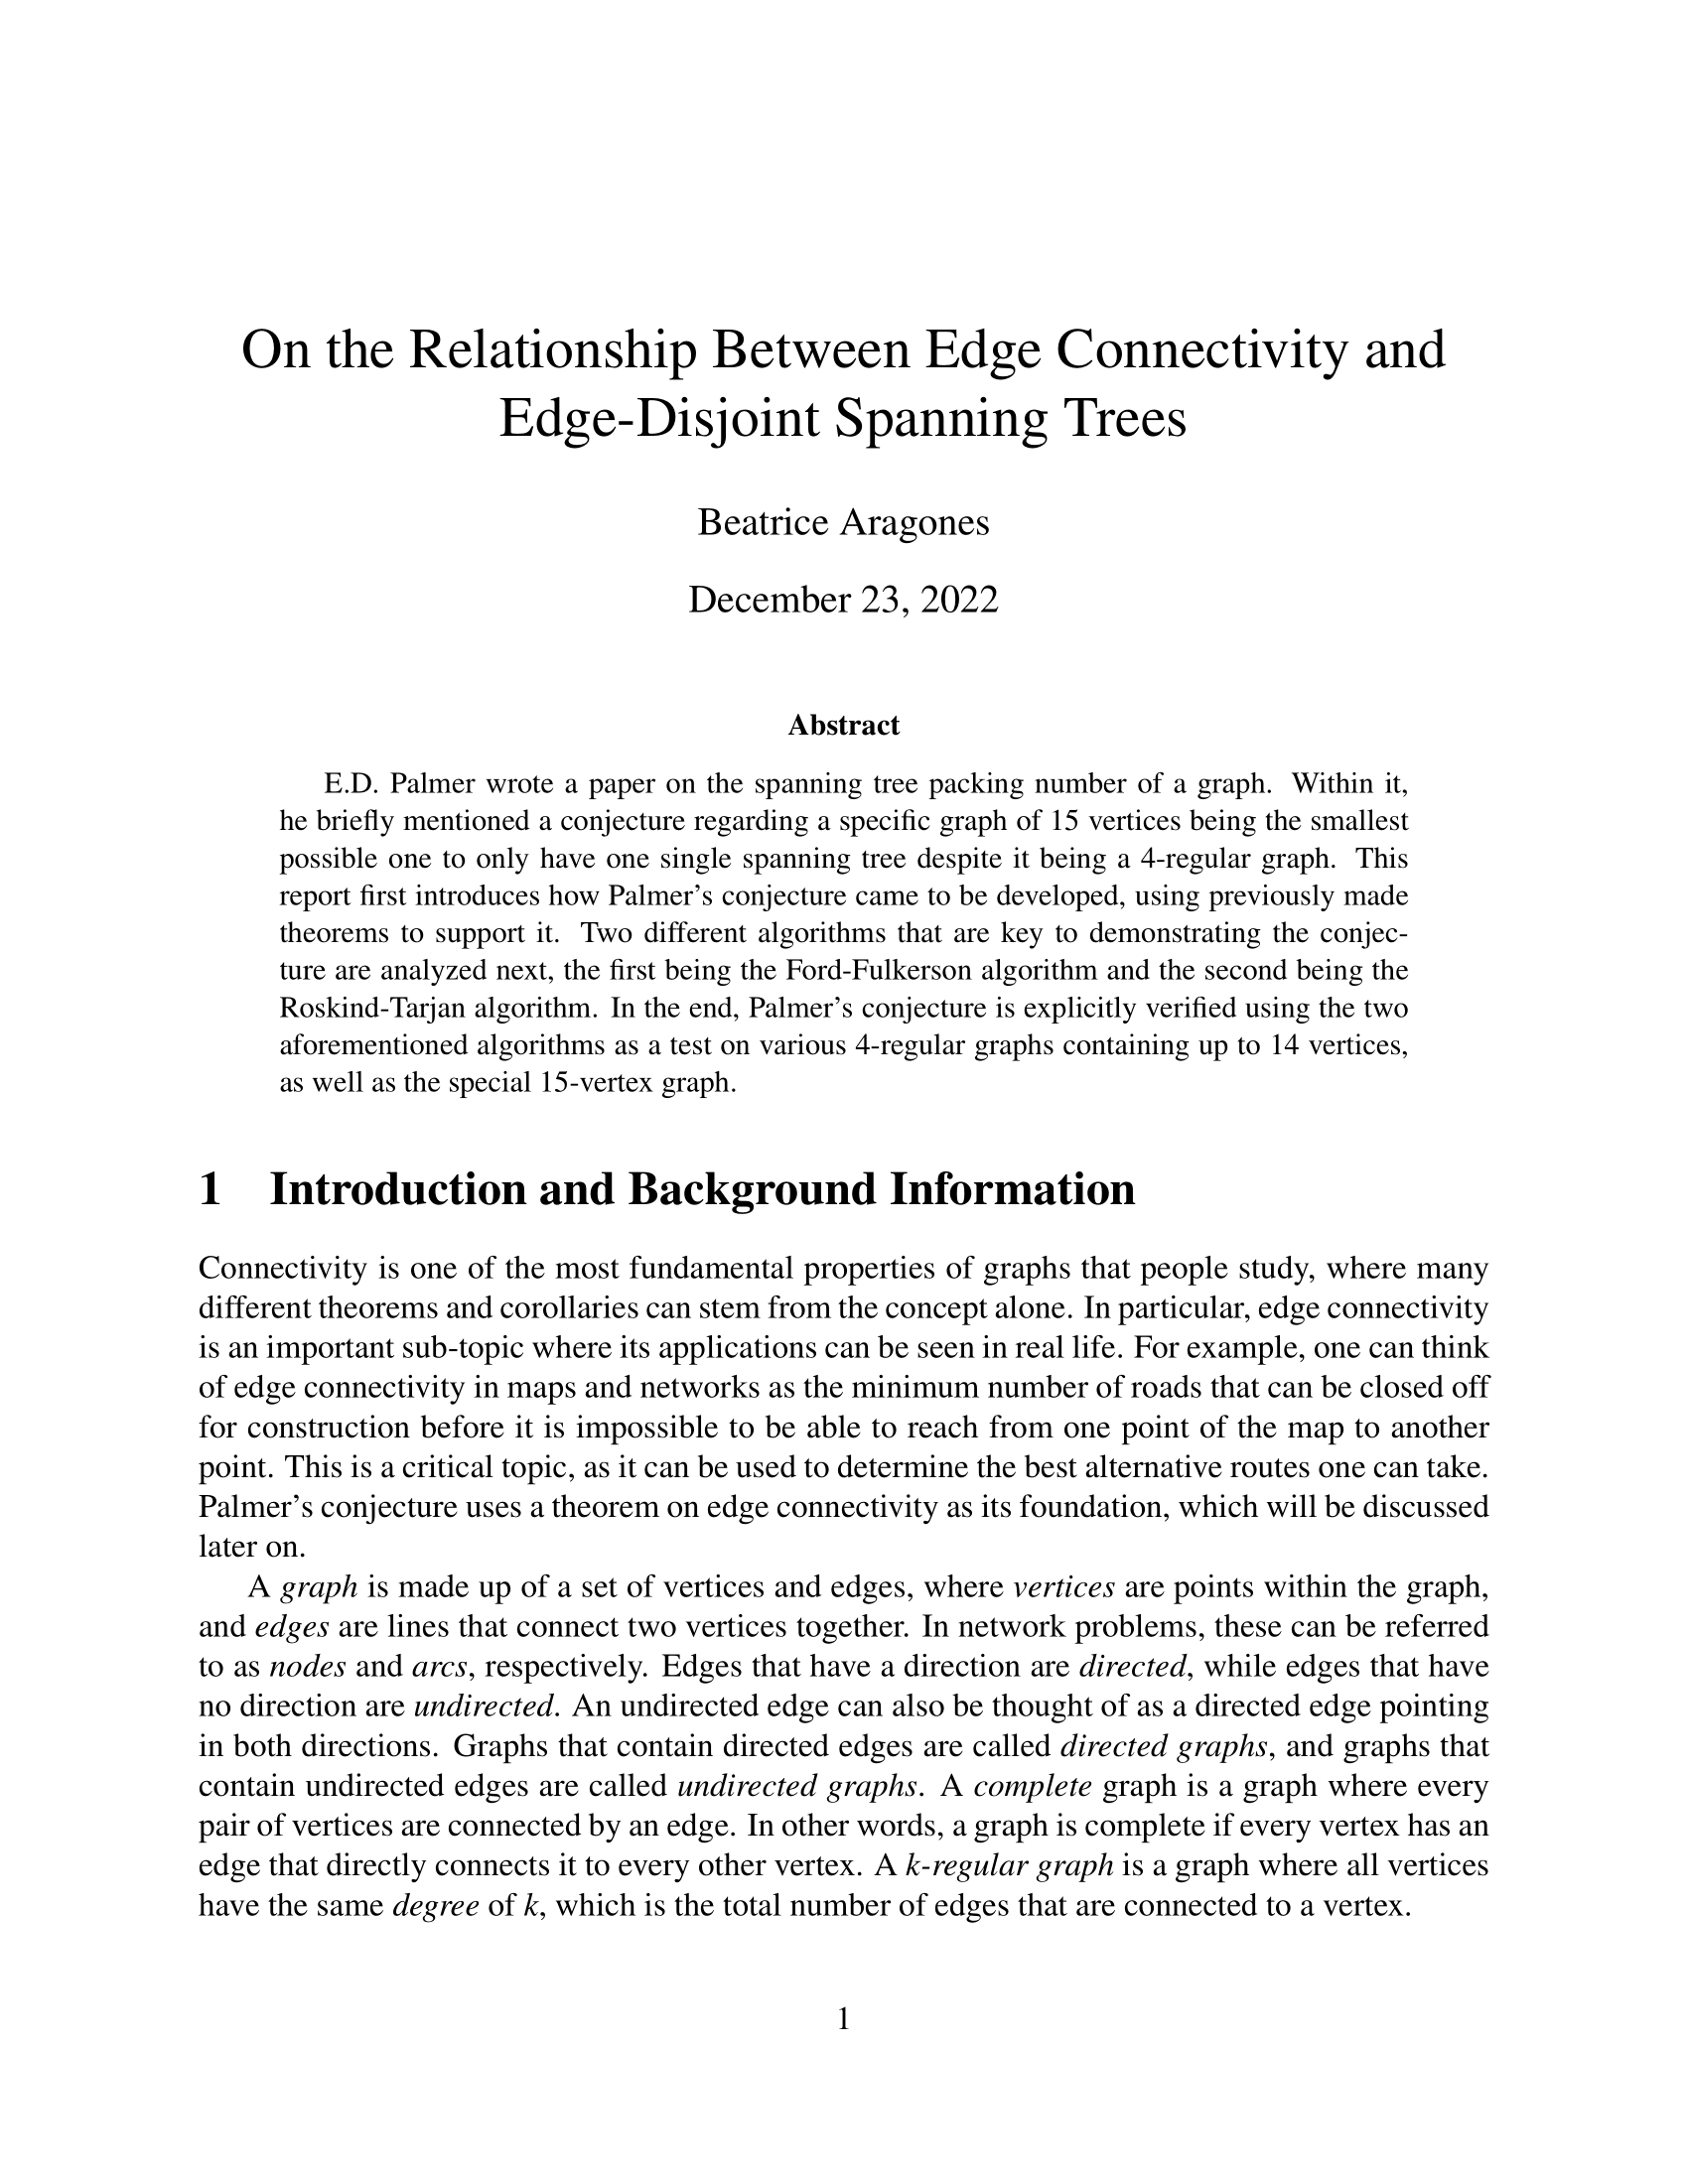 On the Relationship Between Edge Connectivity and
Edge-Disjoint Spanning Trees
Beatrice Aragones
December 23, 2022
Abstract
E.D. Palmer wrote a paper on the spanning tree packing number of a graph. Within it,
he briefly mentioned a conjecture regarding a specific graph of 15 vertices being the smallest
possible one to only have one single spanning tree despite it being a 4-regular graph. This
report first introduces how Palmer's conjecture came to be developed, using previously made
theorems to support it. Two different algorithms that are key to demonstrating the conjec-
ture are analyzed next, the first being the Ford-Fulkerson algorithm and the second being the
Roskind-Tarjan algorithm. In the end, Palmer's conjecture is explicitly verified using the two
aforementioned algorithms as a test on various 4-regular graphs containing up to 14 vertices,
as well as the special 15-vertex graph.
1 Introduction and Background Information
Connectivity is one of the most fundamental properties of graphs that people study, where many
different theorems and corollaries can stem from the concept alone. In particular, edge connectivity
is an important sub-topic where its applications can be seen in real life. For example, one can think
of edge connectivity in maps and networks as the minimum number of roads that can be closed off
for construction before it is impossible to be able to reach from one point of the map to another
point. This is a critical topic, as it can be used to determine the best alternative routes one can take.
Palmer's conjecture uses a theorem on edge connectivity as its foundation, which will be discussed
later on.
A graph is made up of a set of vertices and edges, where vertices are points within the graph,
and edges are lines that connect two vertices together. In network problems, these can be referred
to as nodes and arcs, respectively. Edges that have a direction are directed, while edges that have
no direction are undirected. An undirected edge can also be thought of as a directed edge pointing
in both directions. Graphs that contain directed edges are called directed graphs, and graphs that
contain undirected edges are called undirected graphs. A complete graph is a graph where every
pair of vertices are connected by an edge. In other words, a graph is complete if every vertex has an
edge that directly connects it to every other vertex. A k-regular graph is a graph where all vertices
have the same degree of k, which is the total number of edges that are connected to a vertex.
1